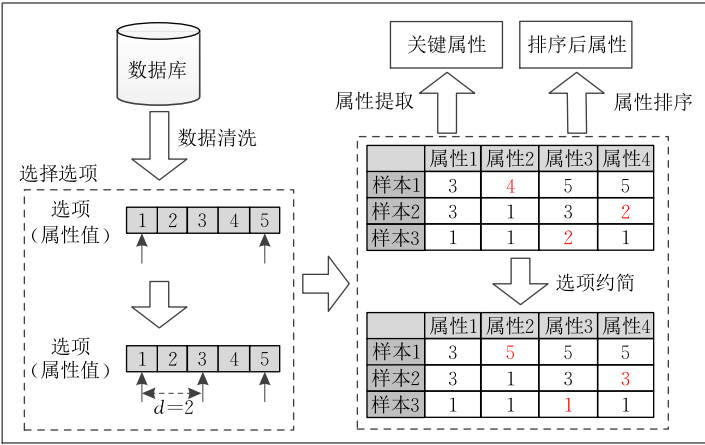 数据库
数据清洗
选择选项
选项
(属性值)
1 2 3 4 5
选项
(属性值)
1 2 3 4 5
d=2
关键属性
排序后属性
属性提取
属性排序
属性1 属性2 属性3 属性4
样本1 3 4 5 5
样本2 3 1 3 2
样本3 1 1 2 1
选项约简
属性1 属性2 属性3 属性4
样本1 3 5 5 5
样本2 3 1 3 3
样本3 1 1 1 1